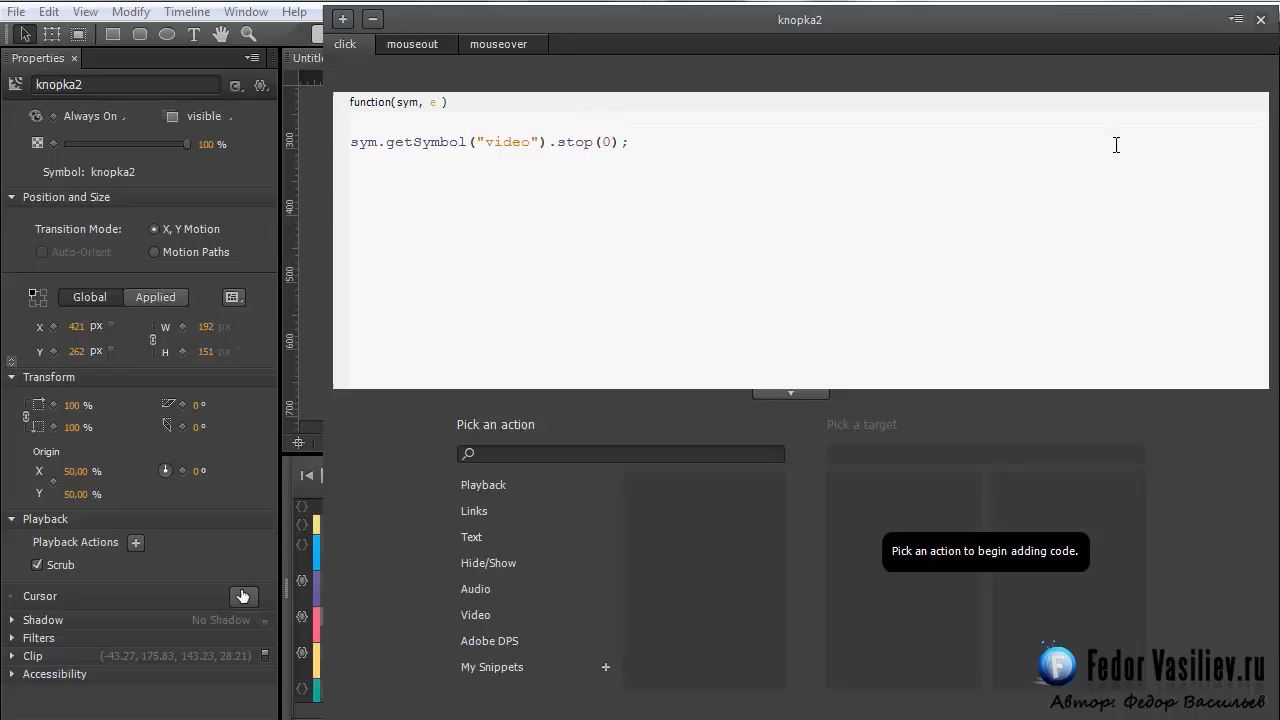 File Edit View Modify Timeline Window Help
knopka2
click mouseout mouseover
Properties × Untitle
knopka2
Always On visible
100 %
Symbol: knopka2
Position and Size
Transition Mode: X, Y Motion
Auto-Orient Motion Paths
Global Applied
X 421 px W 192 px
Y 262 px H 151 px
Transform
100 % 0 º
100 % 0 º
Origin
X 50,00 % 0 º
Y 50,00 %
Playback
Playback Actions
Scrub
Cursor
Shadow No Shadow
Filters
Clip (-43.27, 175.83, 143.23, 28.21)
Accessibility
300
400
500
600
700
function(sym, e )
sym.getSymbol("video").stop(0);
Pick an action Pick a target
Playback
Links
Text
Hide/Show
Audio
Video
Adobe DPS
My Snippets +
Pick an action to begin adding code.
Fedor Vasiliev.ru
Автор: Федор Васильев